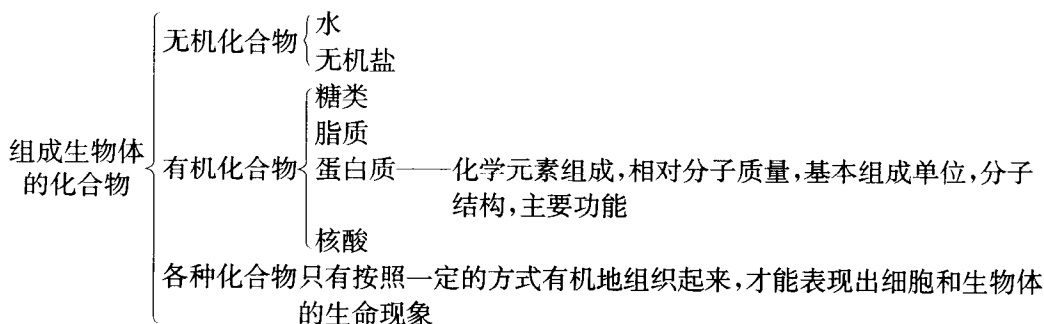 水
无机化合物
无机盐
糖类
脂质
组成生物体
的化合物
有机化合物
蛋白质——化学元素组成,相对分子质量,基本组成单位,分子
结构,主要功能
核酸
各种化合物只有按照一定的方式有机地组织起来,才能表现出细胞和生物体
的生命现象